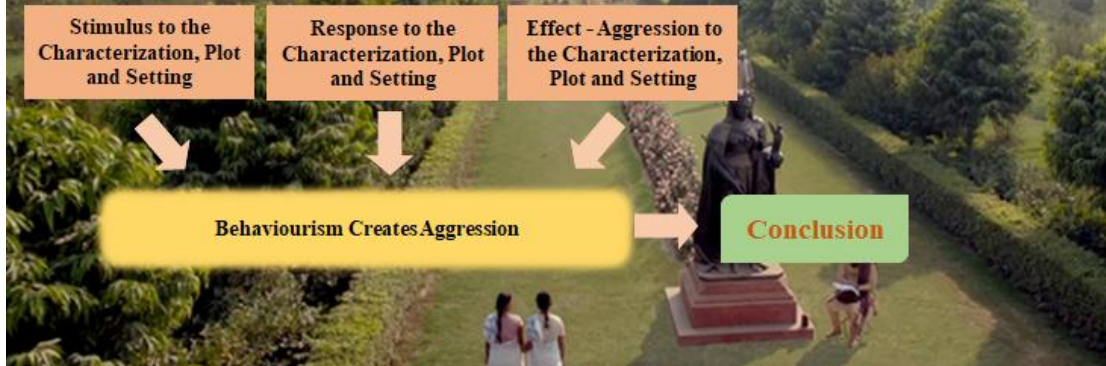 Stimulus to the
Characterization, Plot
and Setting
Response to the
Characterization, Plot
and Setting
Effect - Aggression to
the Characterization,
Plot and Setting
Behaviourism Creates Aggression
Conclusion